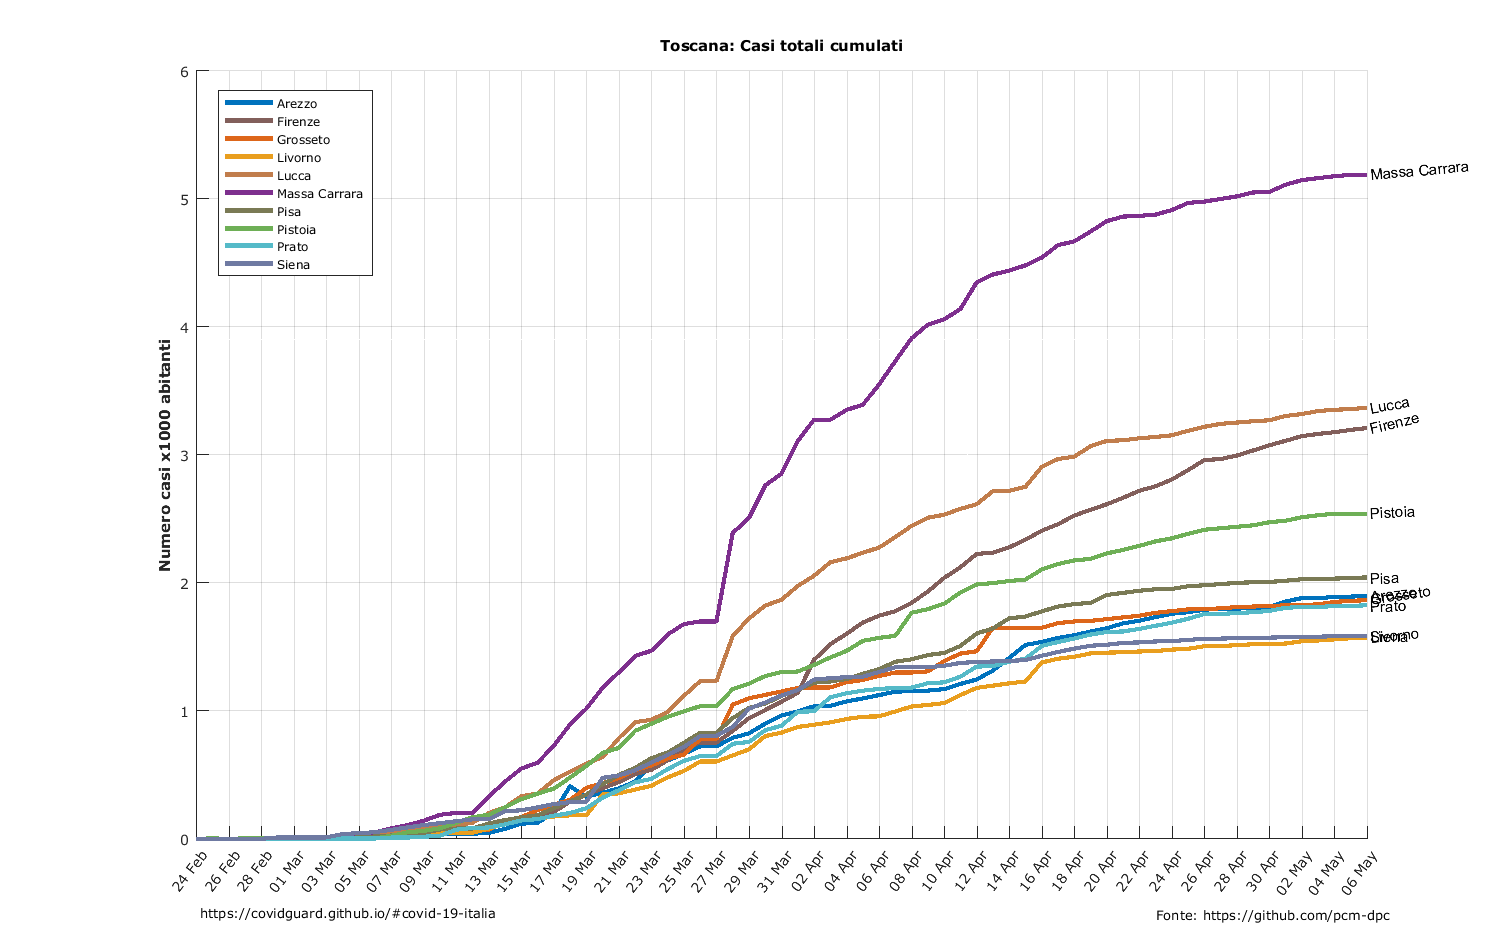 Toscana: Casi totali cumulati
Numero casi x1000 abitanti
6
5
4
3
2
1
0
Arezzo
Firenze
Grosseto
Livorno
Lucca
Massa Carrara
Pisa
Pistoia
Prato
Siena
Massa Carrara
Lucca
Firenze
Pistoia
Pisa
Arezzo
Grosseto
Prato
Livorno
Siena
24 Feb
26 Feb
28 Feb
01 Mar
03 Mar
05 Mar
07 Mar
09 Mar
11 Mar
13 Mar
15 Mar
17 Mar
19 Mar
21 Mar
23 Mar
25 Mar
27 Mar
29 Mar
31 Mar
02 Apr
04 Apr
06 Apr
08 Apr
10 Apr
12 Apr
14 Apr
16 Apr
18 Apr
20 Apr
22 Apr
24 Apr
26 Apr
28 Apr
30 Apr
02 May
04 May
06 May
https://covidguard.github.io/#covid-19-italia
Fonte: https://github.com/pcm-dpc